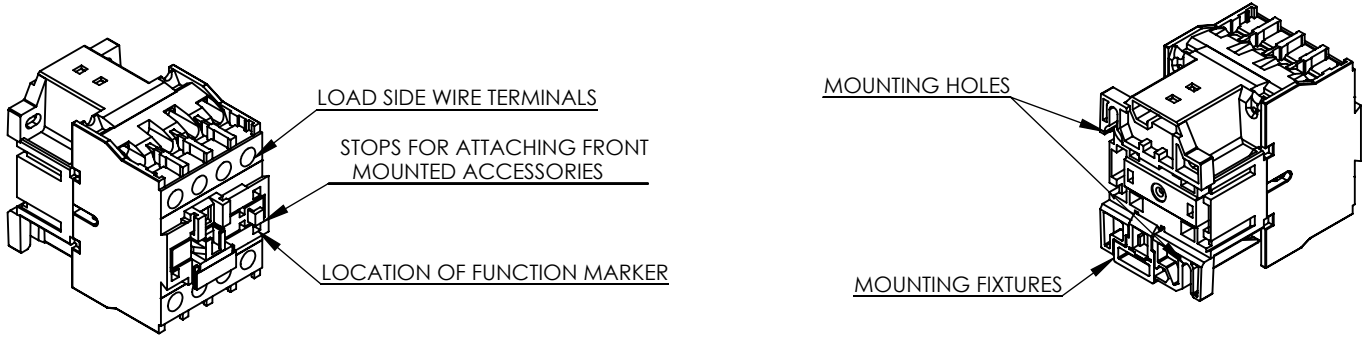 LOAD SIDE WIRE TERMINALS
STOPS FOR ATTACHING FRONT
MOUNTED ACCESSORIES
LOCATION OF FUNCTION MARKER
MOUNTING HOLES
MOUNTING FIXTURES